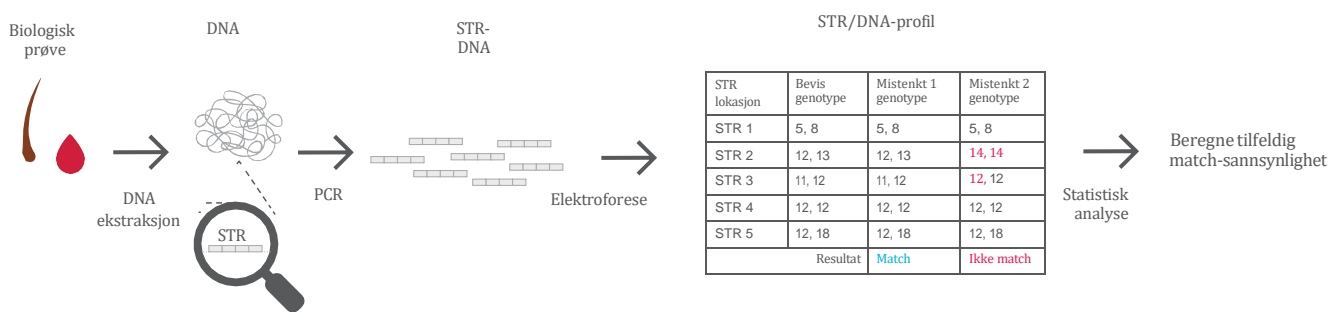 Biologisk
prøve
DNA
ekstraksjon
DNA
STR
PCR
STR-
DNA
Elektroforese
STR/DNA-profil
STR lokasjon Bevis genotype Mistenkt 1 genotype Mistenkt 2 genotype
STR 1 5, 8 5, 8 5, 8
STR 2 12, 13 12, 13 14, 14
STR 3 11, 12 11, 12 12, 12
STR 4 12, 12 12, 12 12, 12
STR 5 12, 18 12, 18 12, 18
Resultat Match Ikke match
Statistisk
analyse
Beregne tilfeldig
match-sannsynlighet